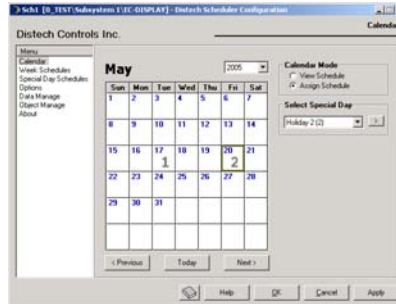 Sch1 [D_TEST/Subsystem 1/EC-DISPLAY] - Distech Scheduler Configuration
Calenda
Distech Controls Inc.
Menu
Calendar
Week Schedules
Special Day Schedules
Options
Data Manage
Object Manage
About
May
2005
Sun Mon Tue Wed Thu Fri Sat
1 2 3 4 5 6 7
8 9 10 11 12 13 14
15 16 17 18 19 20 21
1 2
22 23 24 25 26 27 28
29 30 31
< Previous Today Next >
Calendar Mode
View Schedule
Assign Schedule
Select Special Day
Holiday 2 (2) >
Help OK Cancel Apply